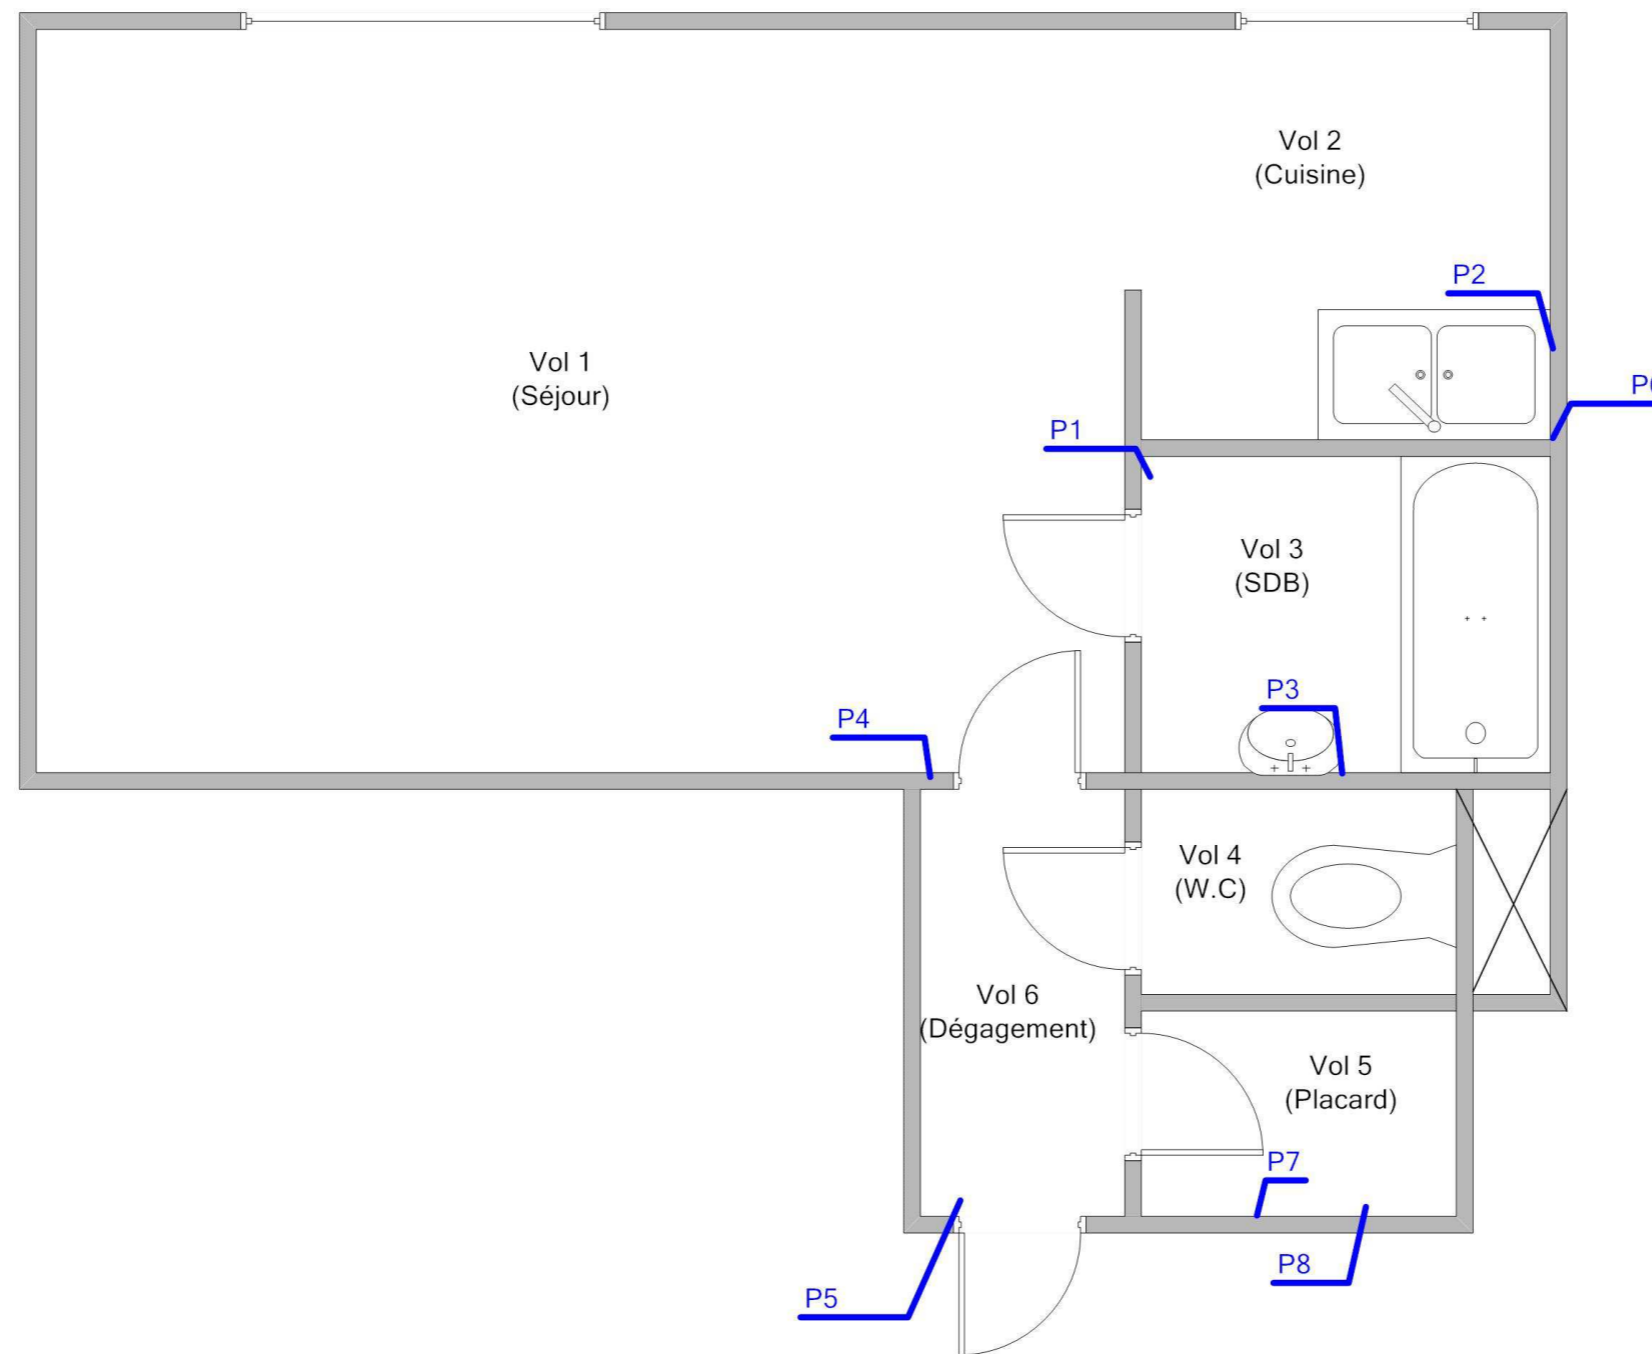 Vol 2
(Cuisine)
P2
Vol 1
(Séjour)
P1
Vol 3
(SDB)
P3
P4
Vol 4
(W.C)
Vol 6
(Dégagement)
Vol 5
(Placard)
P7
P8
P5